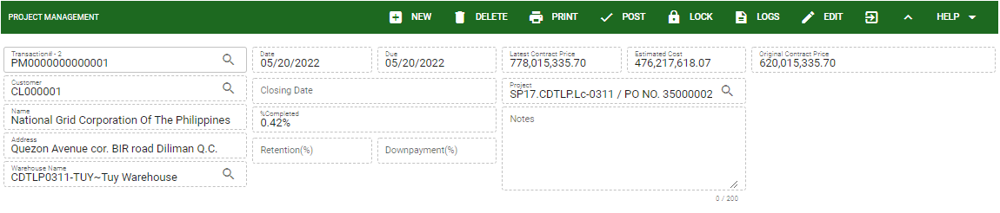 PROJECT MANAGEMENT
NEW DELETE PRINT POST LOCK LOGS EDIT HELP
Transaction# - 2
PM0000000000001
Date
05/20/2022
Due
05/20/2022
Latest Contract Price
778,015,335.70
Estimated Cost
476,217,618.07
Original Contract Price
620,015,335.70
Customer
CL000001
Closing Date
Project
SP17.CDTLP.Lc-0311 / PO NO. 35000002
Name
National Grid Corporation Of The Philippines
%Completed
0.42%
Notes
Address
Quezon Avenue cor. BIR road Diliman Q.C.
Retention(%)
Downpayment(%)
Warehouse Name
CDTLP0311-TUY~Tuy Warehouse
0 / 200